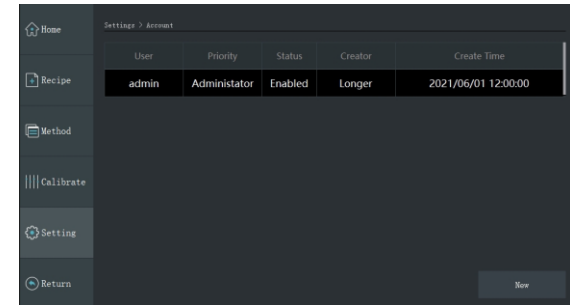 Home
Settings > Account
User Priority Status Creator Create Time
Recipe
admin Administator Enabled Longer 2021/06/01 12:00:00
Method
Calibrate
Setting
Return
New